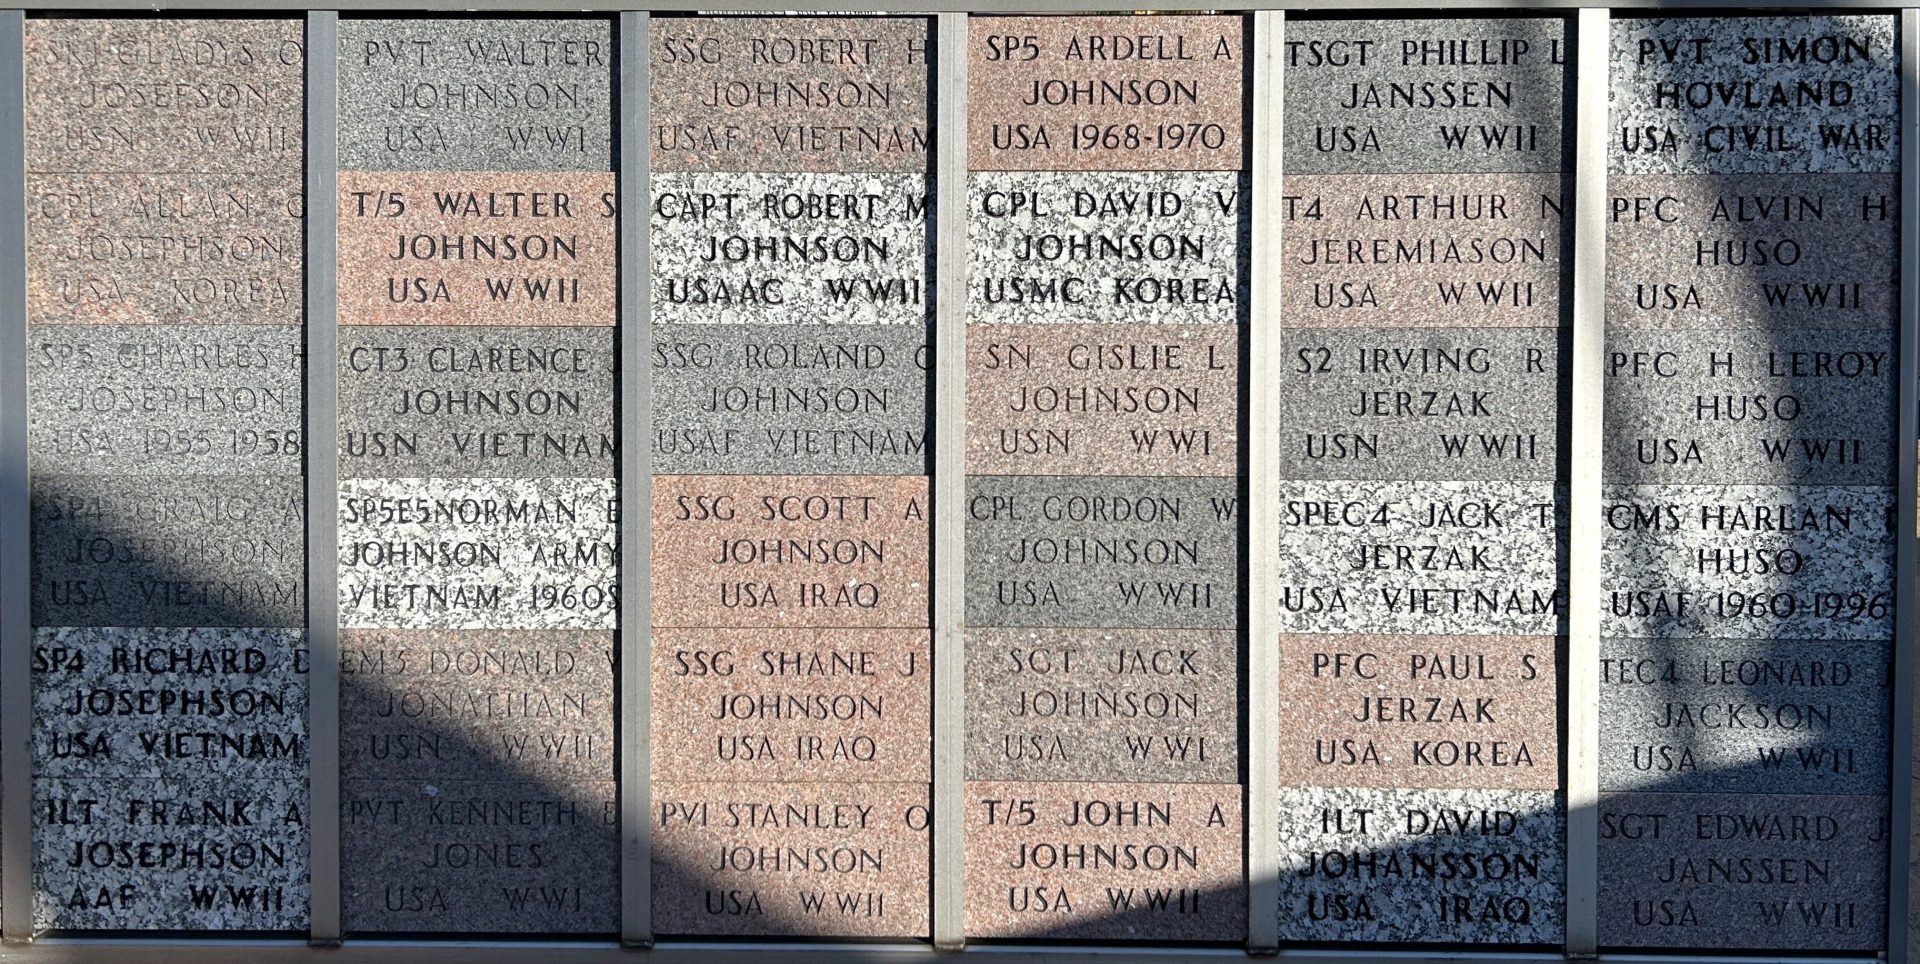 SK1 GLADYS O
JOSEFSON
USN WWII
CPL ALLAN G
JOSEPHSON
USA KOREA
SP5 CHARLES H
JOSEPHSON
USA 1955-1958
SP4 CRAIG A
JOSEPHSON
USA VIETNAM
SP4 RICHARD D
JOSEPHSON
USA VIETNAM
1LT FRANK A
JOSEPHSON
AAF WWII
PVT WALTER
JOHNSON
USA WWI
T/5 WALTER S
JOHNSON
USA WWII
CT3 CLARENCE J
JOHNSON
USN VIETNAM
SP5E5 NORMAN E
JOHNSON ARMY
VIETNAM 1960S
EM3 DONALD V
JONATHAN
USN WWII
PVT KENNETH E
JONES
USA WWI
SSG ROBERT H
JOHNSON
USAF VIETNAM
CAPT ROBERT M
JOHNSON
USAAC WWII
SSG ROLAND
JOHNSON
USAF VIETNAM
SSG SCOTT A
JOHNSON
USA IRAQ
SSG SHANE J
JOHNSON
USA IRAQ
PVT STANLEY O
JOHNSON
USA WWII
SP5 ARDELL A
JOHNSON
USA 1968-1970
CPL DAVID V
JOHNSON
USMC KOREA
SN GISLIE L
JOHNSON
USN WWI
CPL GORDON W
JOHNSON
USA WWII
SGT JACK
JOHNSON
USA WWI
T/5 JOHN A
JOHNSON
USA WWII
TSGT PHILLIP L
JANSSEN
USA WWII
T4 ARTHUR N
JEREMIASON
USA WWII
S2 IRVING R
JERZAK
USN WWII
SPEC4 JACK T
JERZAK
USA VIETNAM
PFC PAUL S
JERZAK
USA KOREA
1LT DAVID
JOHANSSON
USA IRAQ
PVT SIMON
HOVLAND
USA CIVIL WAR
PFC ALVIN H
HUSO
USA WWII
PFC H LEROY
HUSO
USA WWII
CMS HARLAN
HUSO
USAF 1960-1996
TEC4 LEONARD J
JACKSON
USA WWII
SGT EDWARD J
JANSSEN
USA WWII